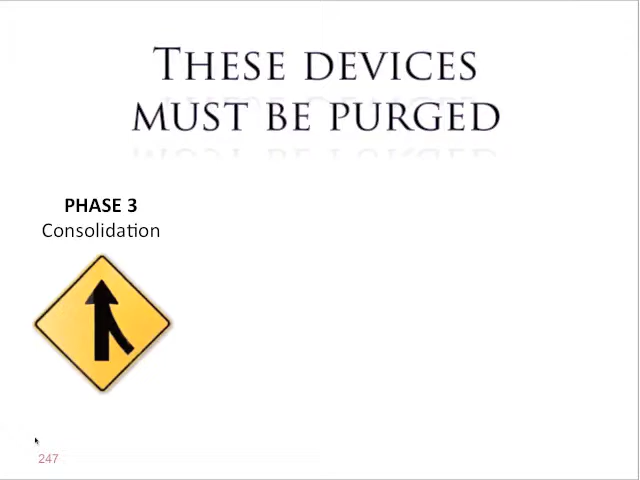 THESE DEVICES
MUST BE PURGED
PHASE 3
Consolidation
247